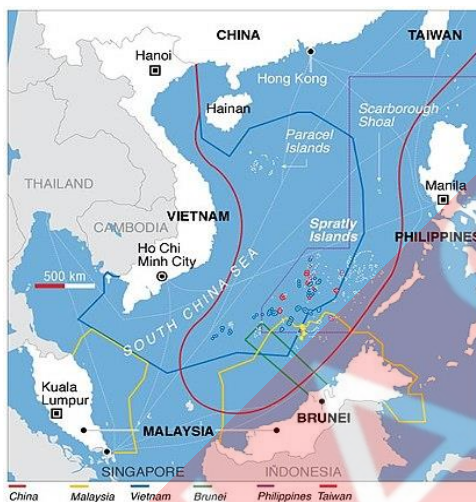 CHINA
TAIWAN
Hanoi
Hong Kong
Hainan
Scarborough
Shoal
Paracel
Islands
THAILAND
Manila
VIETNAM
CAMBODIA
Spratly
Islands
PHILIPPINES
Ho Chi
Minh City
500 km
SOUTH CHINA SEA
Kuala
Lumpur
BRUNEI
MALAYSIA
SINGAPORE
INDONESIA
China
Malaysia
Vietnam
Brunei
Philippines
Taiwan